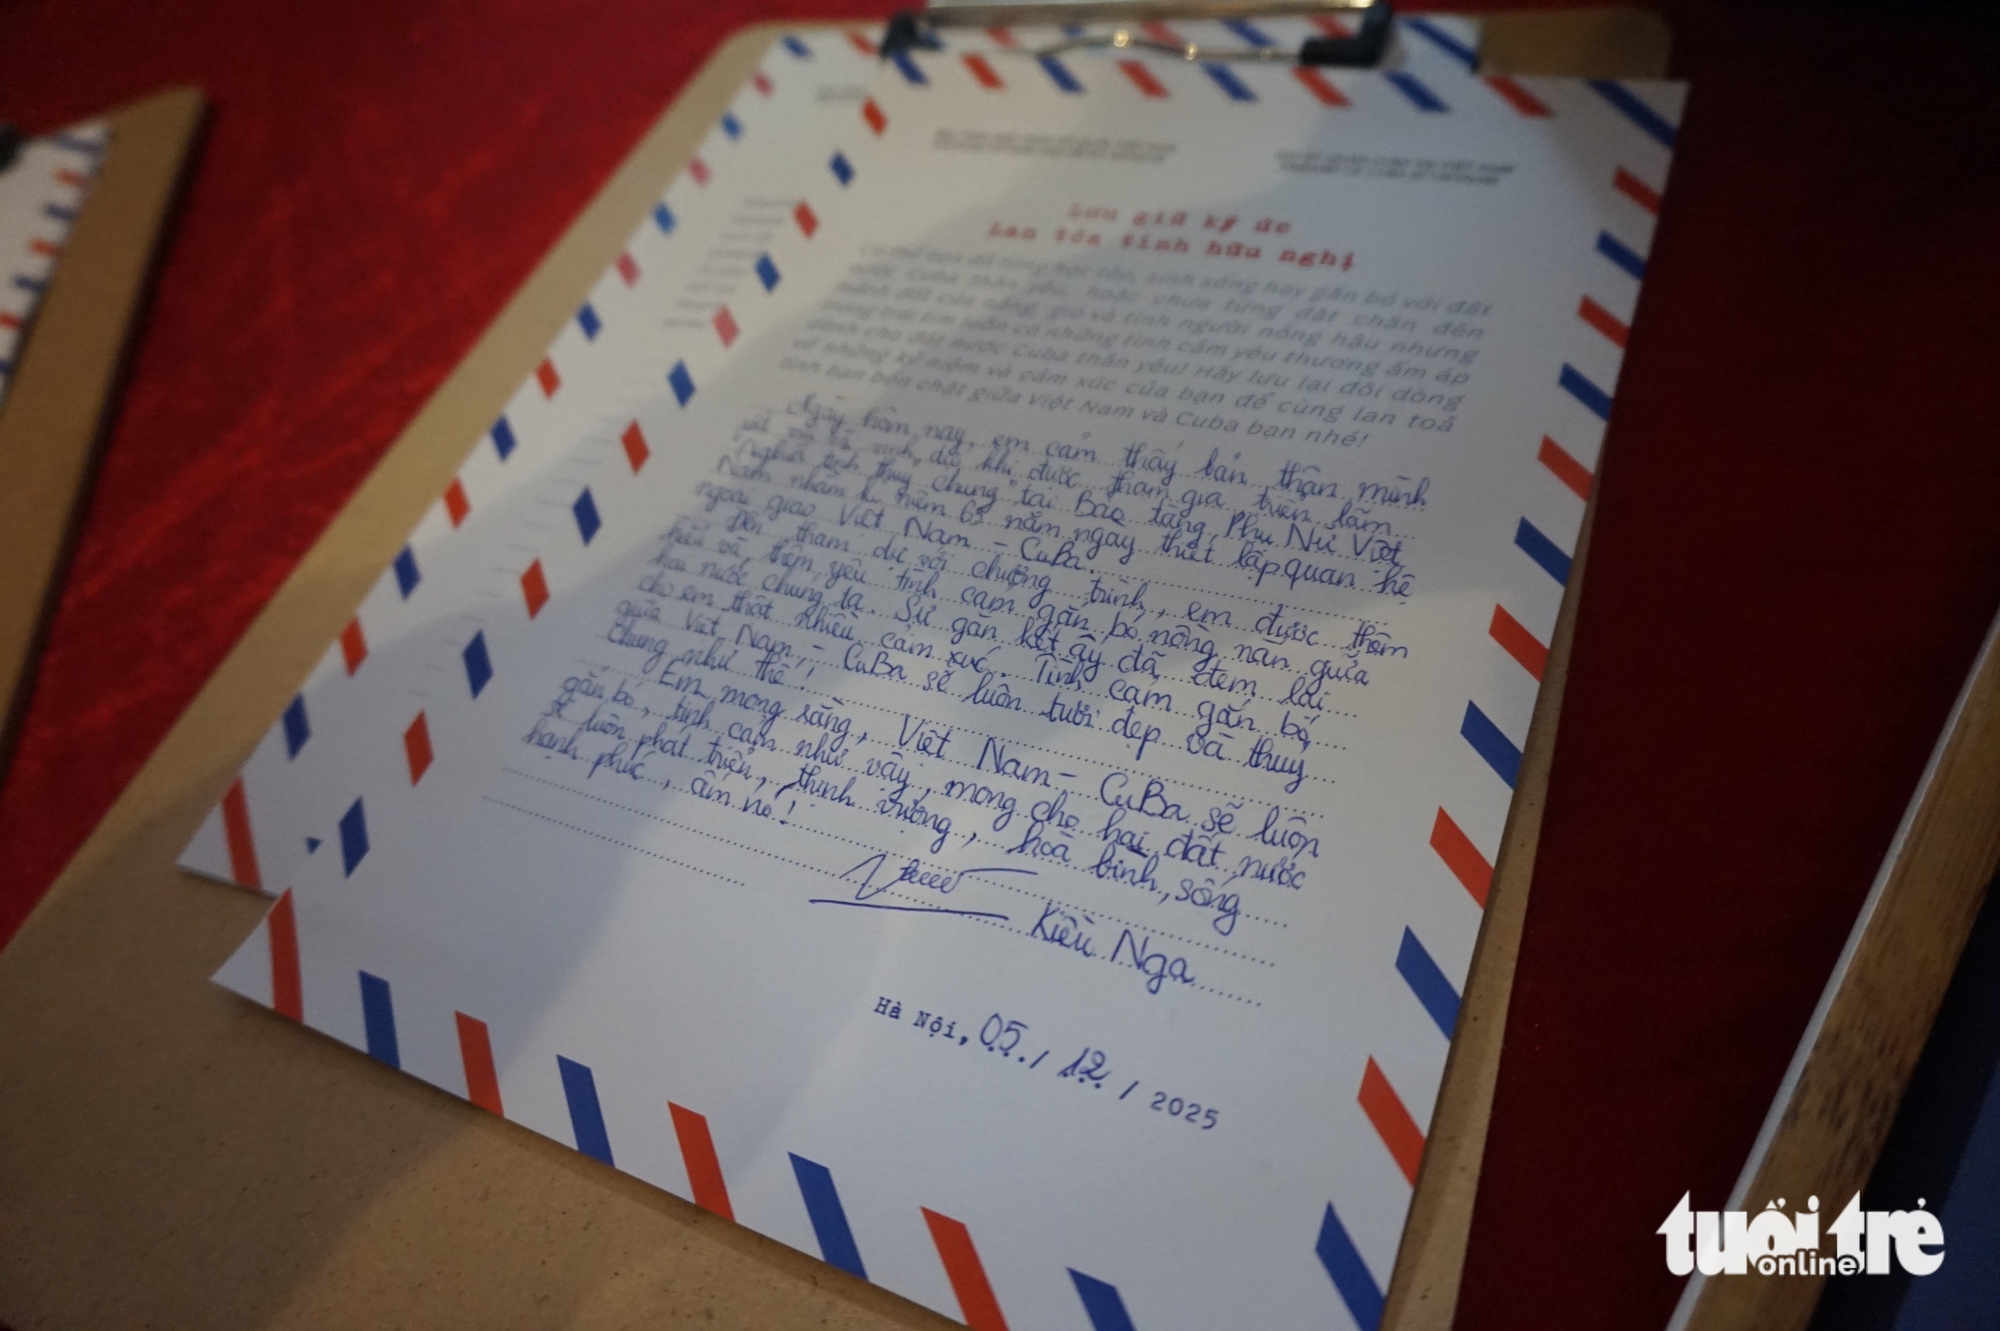 Lưu giữ ký ức
Lan tỏa tình hữu nghị
Có thể bạn đã từng học tập, sinh sống hay gắn bó với đất
nước Cuba thân yêu, hoặc chưa từng đặt chân đến
mảnh đất của nắng, gió và tình người nồng hậu nhưng
trong trái tim luôn có những tình cảm yêu thương ấm áp
dành cho đất nước Cuba thân yêu! Hãy lưu lại đôi dòng
về những kỷ niệm và cảm xúc của bạn để cùng lan toả
tình bạn bền chặt giữa Việt Nam và Cuba bạn nhé!
Ngày hôm nay, em cảm thấy bản thân mình
vinh dự khi được tham gia triển lãm
"Nghĩa tình thuỷ chung" tại Bảo tàng Phụ Nữ Việt
Nam nhằm kỉ niệm 65 năm ngày thiết lập quan hệ
ngoại giao Việt Nam - CuBa.
Đến tham dự với chương trình, em được thêm
hiểu và thêm yêu tình cảm gắn bó nồng nàn giữa
hai nước chúng ta. Sự gắn kết ấy đã đem lại
cho em thật nhiều cảm xúc. Tình cảm gắn bó
giữa Việt Nam - CuBa sẽ luôn tươi đẹp và thuỷ
chung như thế!
Em mong rằng, Việt Nam - CuBa sẽ luôn
gắn bó, tình cảm như vậy, mong cho hai đất nước
sẽ luôn phát triển, thịnh vượng, hoà bình, sống
hạnh phúc, ấm no!
Kiều Nga
Hà Nội, 05 / 12 / 2025
tuổi trẻ
online